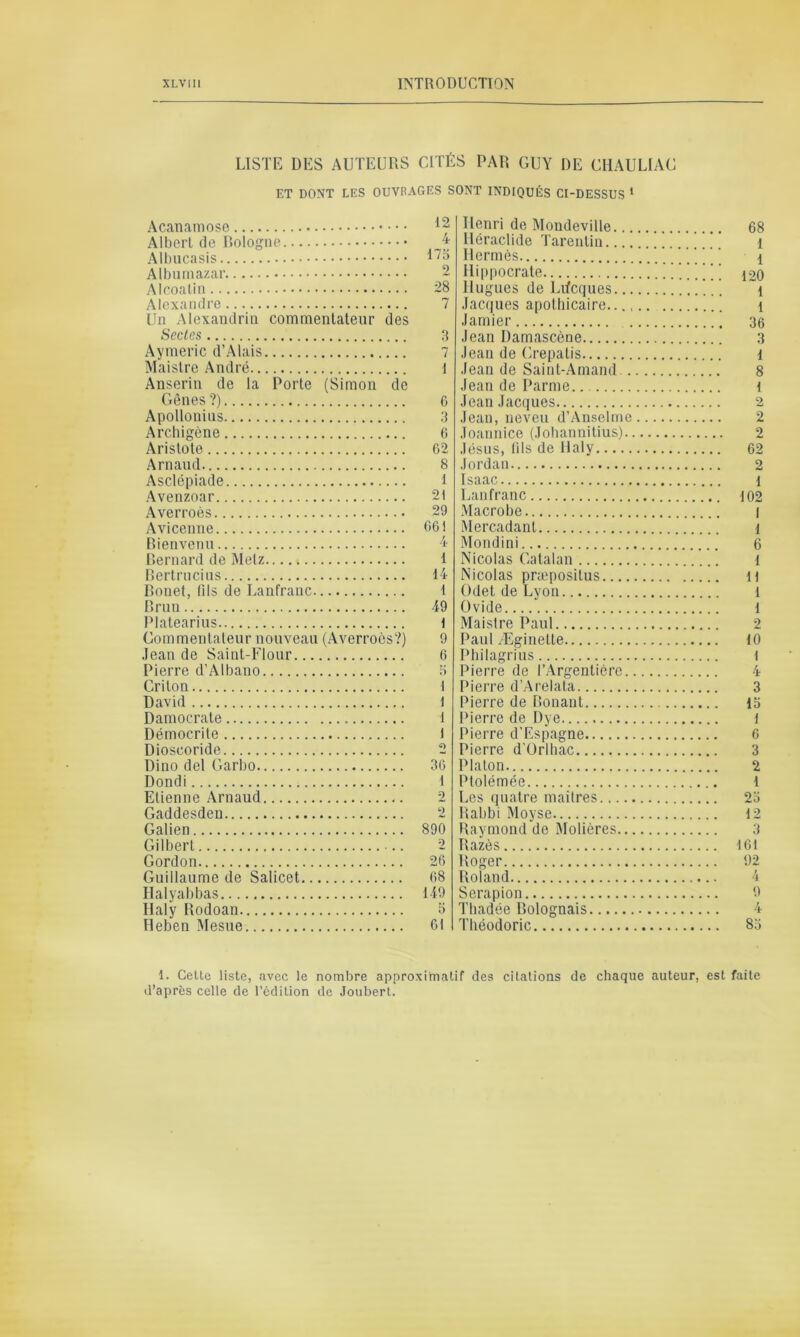 XLVIII INTRODUCTION
LISTE DES AUTEURS CITÉS PAR GUY DE CHAULIAC
ET DONT LES OUVRAGES SONT INDIQUÉS CI-DESSUS ¹
Acanamose 12
Albert de Bologne 4
Albucasis 175
Albumazar 2
Alcoatin 28
Alexandre 7
Un Alexandrin commentateur des
Sectes 3
Aymeric d'Alais 7
Maistre André 1
Anserin de la Porte (Simon de
Gênes?) 6
Apollonius 3
Archigène 6
Aristote 62
Arnaud 8
Asclépiade 1
Avenzoar 21
Averroès 29
Avicenne 661
Bienvenu 4
Bernard de Metz 1
Bertrucius 14
Bonet, fils de Lanfranc 1
Brun 49
Platearius 1
Commentateur nouveau (Averroès?) 9
Jean de Saint-Flour 6
Pierre d'Albano 5
Criton 1
David 1
Damocrate 1
Démocrite 1
Dioscoride 2
Dino del Garbo 36
Dondi 1
Etienne Arnaud 2
Gaddesden 2
Galien 890
Gilbert 2
Gordon 26
Guillaume de Salicet 68
Halyabbas 149
Haly Rodoan 5
Heben Mesue 61
Henri de Mondeville 68
Héraclide Tarentin 1
Hermès 1
Hippocrate 120
Hugues de Lufcques 1
Jacques apothicaire 1
Jamier 36
Jean Damascène 3
Jean de Crepatis 1
Jean de Saint-Amand 8
Jean de Parme 1
Jean Jacques 2
Jean, neveu d'Anselme 2
Joannice (Johannitius) 2
Jésus, fils de Haly 62
Jordan 2
Isaac 1
Lanfranc 102
Macrobe 1
Mercadant 1
Mondini 6
Nicolas Catalan 1
Nicolas præpositus 11
Odet de Lyon 1
Ovide 1
Maistre Paul 2
Paul Æginette 10
Philagrius 1
Pierre de l'Argentière 4
Pierre d'Arelata 3
Pierre de Bonant 15
Pierre de Dye 1
Pierre d'Espagne 6
Pierre d'Orlhac 3
Platon 2
Ptolémée 1
Les quatre maitres 25
Rabbi Moyse 12
Raymond de Molières 3
Razès 161
Roger 92
Roland 4
Serapion 9
Thadée Bolognais 4
Théodoric 85
1. Cette liste, avec le nombre approximatif des citations de chaque auteur, est faite
d'après celle de l'édition de Joubert.